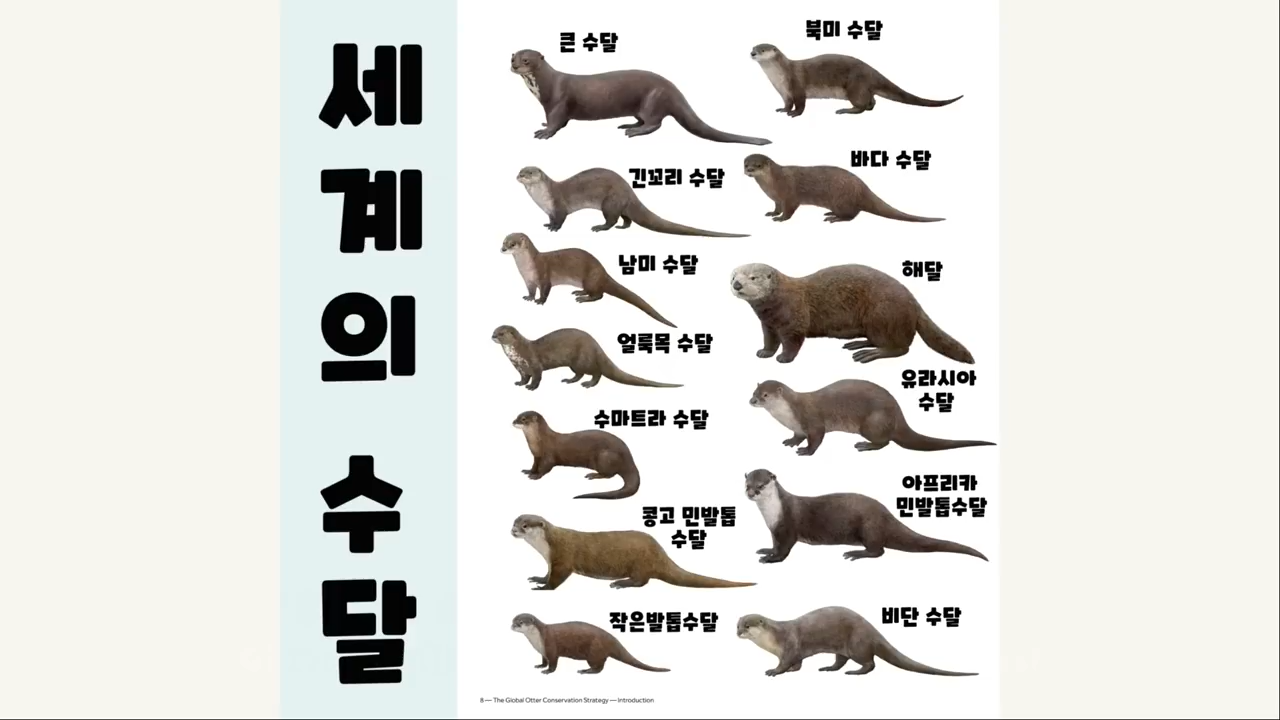 세계의 수달
큰 수달
북미 수달
긴꼬리 수달
바다 수달
남미 수달
해달
얼룩목 수달
유라시아
수달
수마트라 수달
아프리카
민발톱수달
콩고 민발톱
수달
작은발톱수달
비단 수달
8 — The Global Otter Conservation Strategy — Introduction